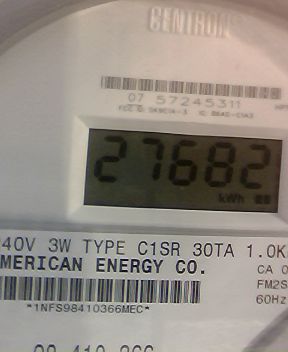 CENTRON
07 57245311
27682
kWh
40V 3W TYPE C1SR 30TA 1.0K
MERICAN ENERGY CO.
CA 0
FM2S
60Hz
*1NFS98410366MEC*